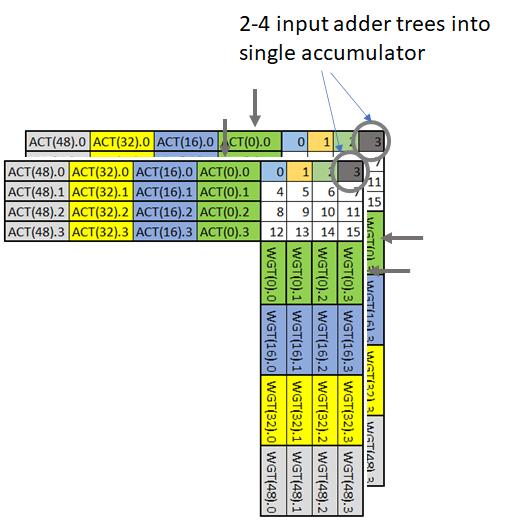 2-4 input adder trees into
single accumulator
ACT(48).0 ACT(32).0 ACT(16).0 ACT(0).0 0 1 2 3
7
11
15
ACT(48).0 ACT(32).0 ACT(16).0 ACT(0).0 0 1 2 3
ACT(48).1 ACT(32).1 ACT(16).1 ACT(0).1 4 5 6
ACT(48).2 ACT(32).2 ACT(16).2 ACT(0).2 8 9 10 11
ACT(48).3 ACT(32).3 ACT(16).3 ACT(0).3 12 13 14 15
WGT(0).0 WGT(0).1 WGT(0).2 WGT(0).3 WGT(0).3
WGT(16).0 WGT(16).1 WGT(16).2 WGT(16).3 WGT(16).3
WGT(32).0 WGT(32).1 WGT(32).2 WGT(32).3 WGT(32).3
WGT(48).0 WGT(48).1 WGT(48).2 WGT(48).3 WGT(48).3